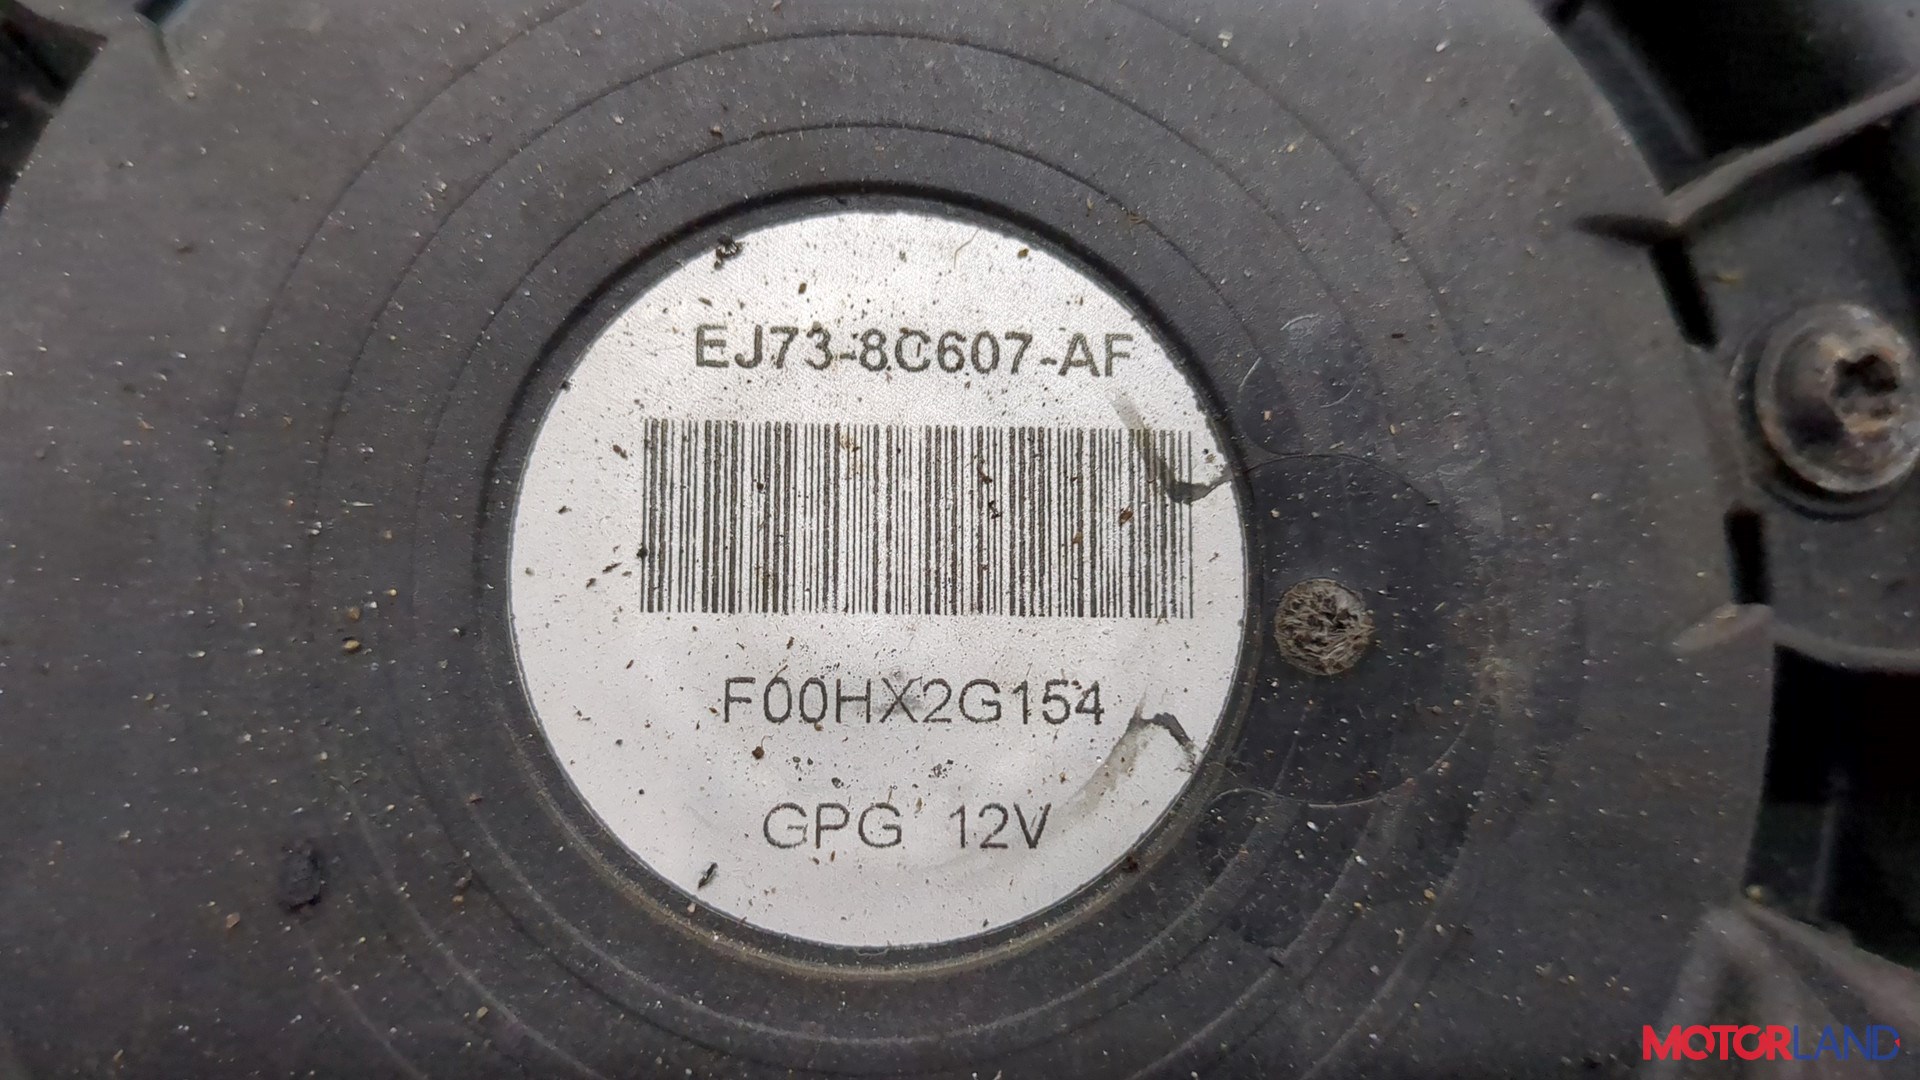 EJ73-8C607-AF
F00HX2G154
GPG 12V
MOTORLAND